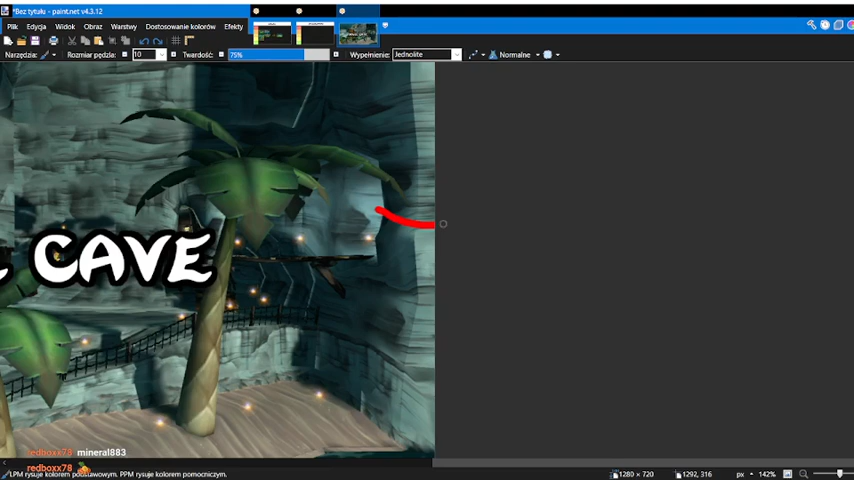 *Bez tytułu - paint.net v4.3.12
Plik Edycja Widok Obraz Warstwy Dostosowanie kolorów Efekty
Narzędzia: Rozmiar pędzla: 10 Twardość: 75% Wypełnienie: Jednolite Normalne
CAVE
redboxx78 mineral883
redboxx78
LPM rysuje kolorem podstawowym. PPM rysuje kolorem pomocniczym. 1280 × 720 1292, 316 px 142%